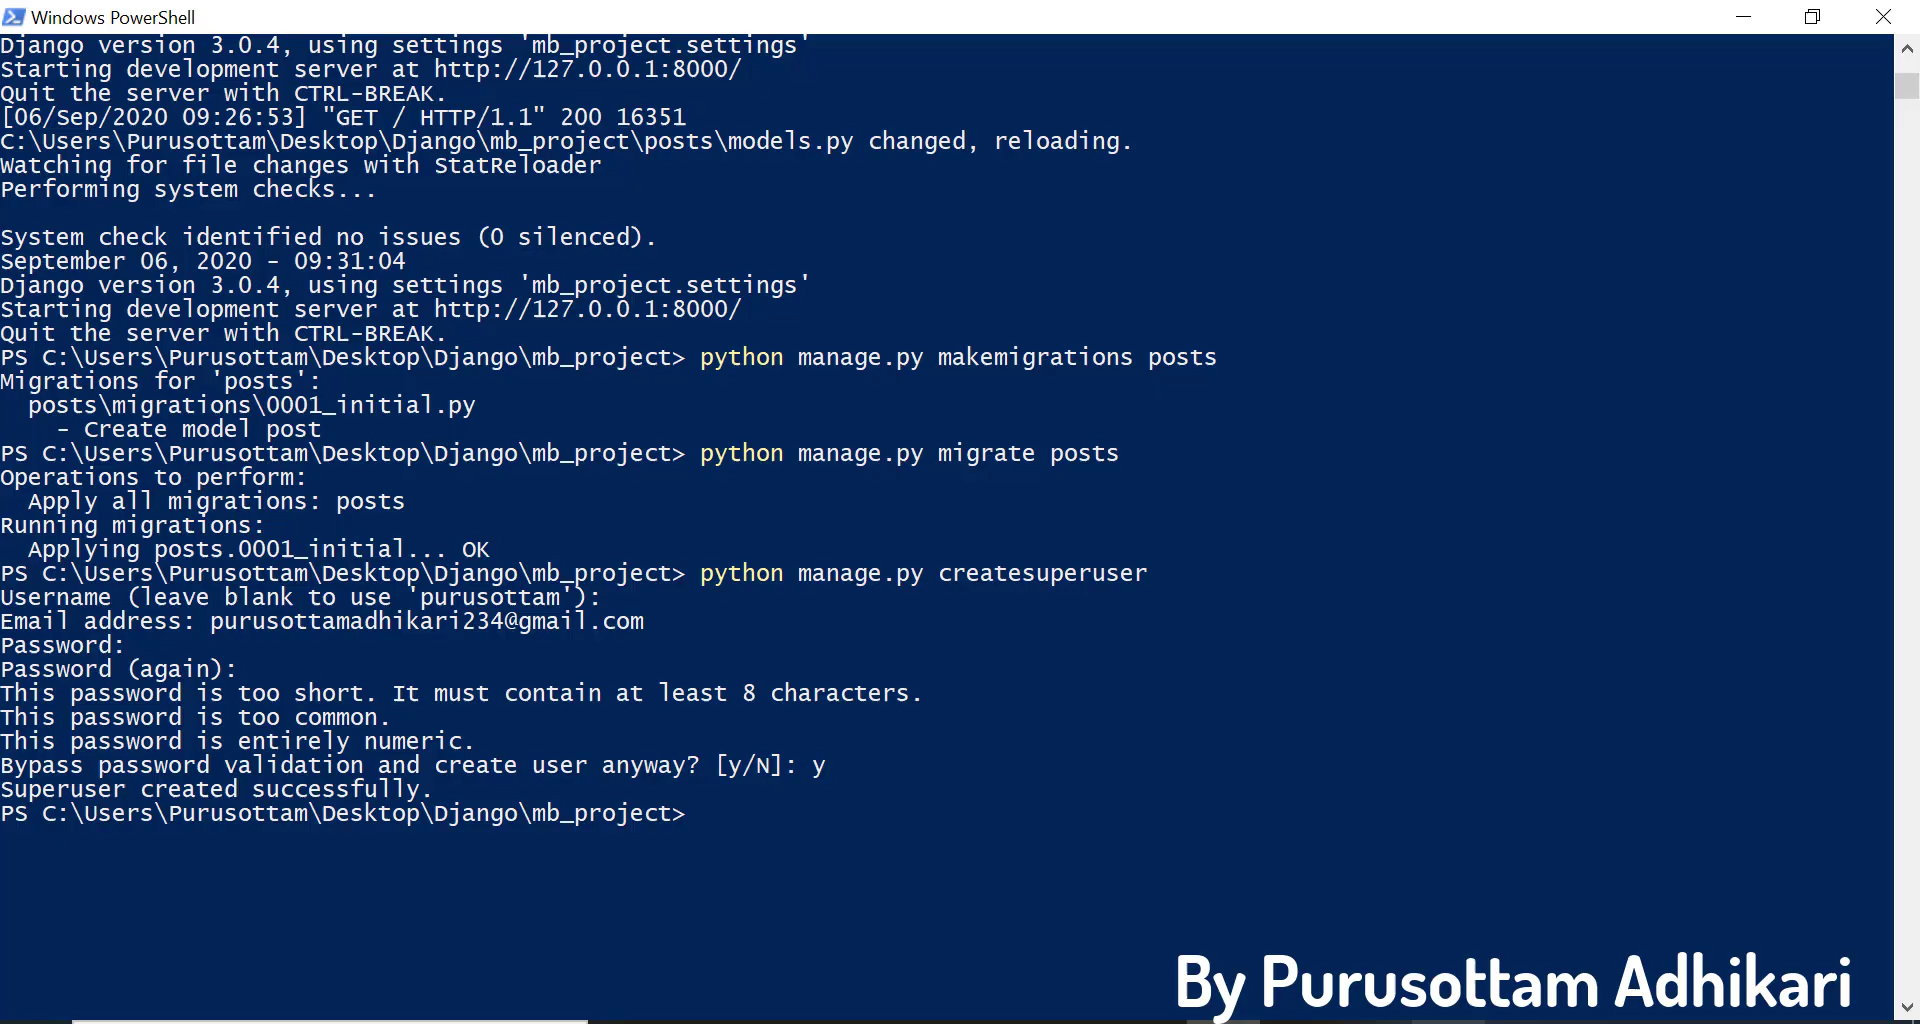 Windows PowerShell
Django version 3.0.4, using settings 'mb_project.settings'
Starting development server at http://127.0.0.1:8000/
Quit the server with CTRL-BREAK.
[06/Sep/2020 09:26:53] "GET / HTTP/1.1" 200 16351
C:\Users\Purusottam\Desktop\Django\mb_project\posts\models.py changed, reloading.
Watching for file changes with StatReloader
Performing system checks...
System check identified no issues (0 silenced).
September 06, 2020 - 09:31:04
Django version 3.0.4, using settings 'mb_project.settings'
Starting development server at http://127.0.0.1:8000/
Quit the server with CTRL-BREAK.
PS C:\Users\Purusottam\Desktop\Django\mb_project> python manage.py makemigrations posts
Migrations for 'posts':
  posts\migrations\0001_initial.py
    - Create model post
PS C:\Users\Purusottam\Desktop\Django\mb_project> python manage.py migrate posts
Operations to perform:
  Apply all migrations: posts
Running migrations:
  Applying posts.0001_initial... OK
PS C:\Users\Purusottam\Desktop\Django\mb_project> python manage.py createsuperuser
Username (leave blank to use 'purusottam'):
Email address: purusottamadhikari234@gmail.com
Password:
Password (again):
This password is too short. It must contain at least 8 characters.
This password is too common.
This password is entirely numeric.
Bypass password validation and create user anyway? [y/N]: y
Superuser created successfully.
PS C:\Users\Purusottam\Desktop\Django\mb_project>
By Purusottam Adhikari